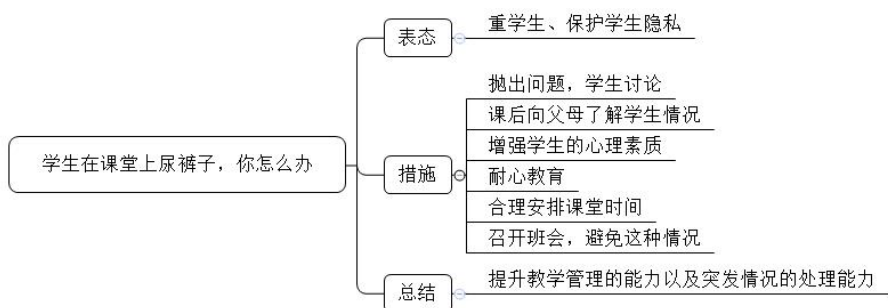 学生在课堂上尿裤子，你怎么办
表态
重学生、保护学生隐私
措施
抛出问题，学生讨论
课后向父母了解学生情况
增强学生的心理素质
耐心教育
合理安排课堂时间
召开班会，避免这种情况
总结
提升教学管理的能力以及突发情况的处理能力